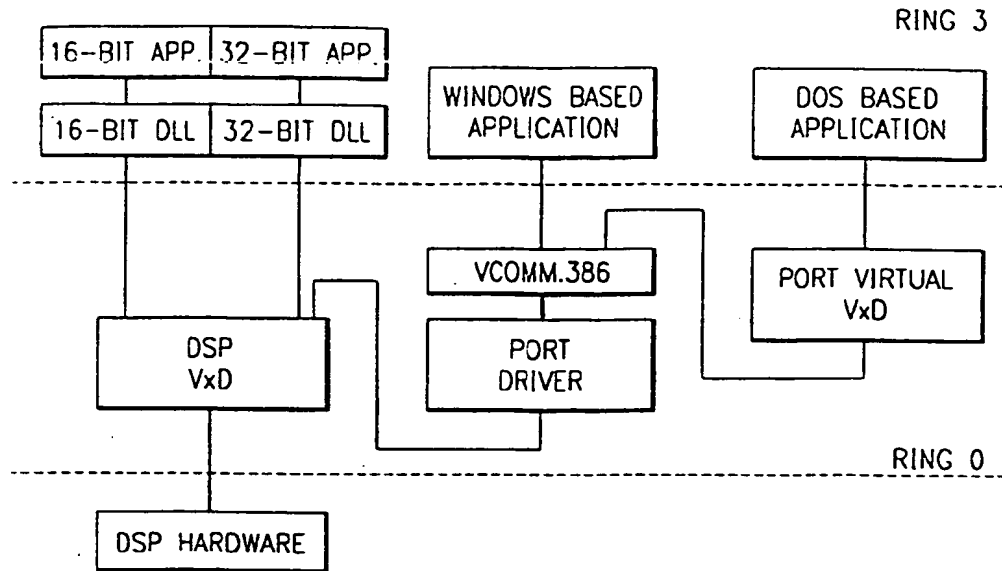 RING 3
16-BIT APP. 32-BIT APP.
16-BIT DLL 32-BIT DLL
WINDOWS BASED
APPLICATION
DOS BASED
APPLICATION
VCOMM.386
PORT VIRTUAL
VxD
DSP
VxD
PORT
DRIVER
RING 0
DSP HARDWARE